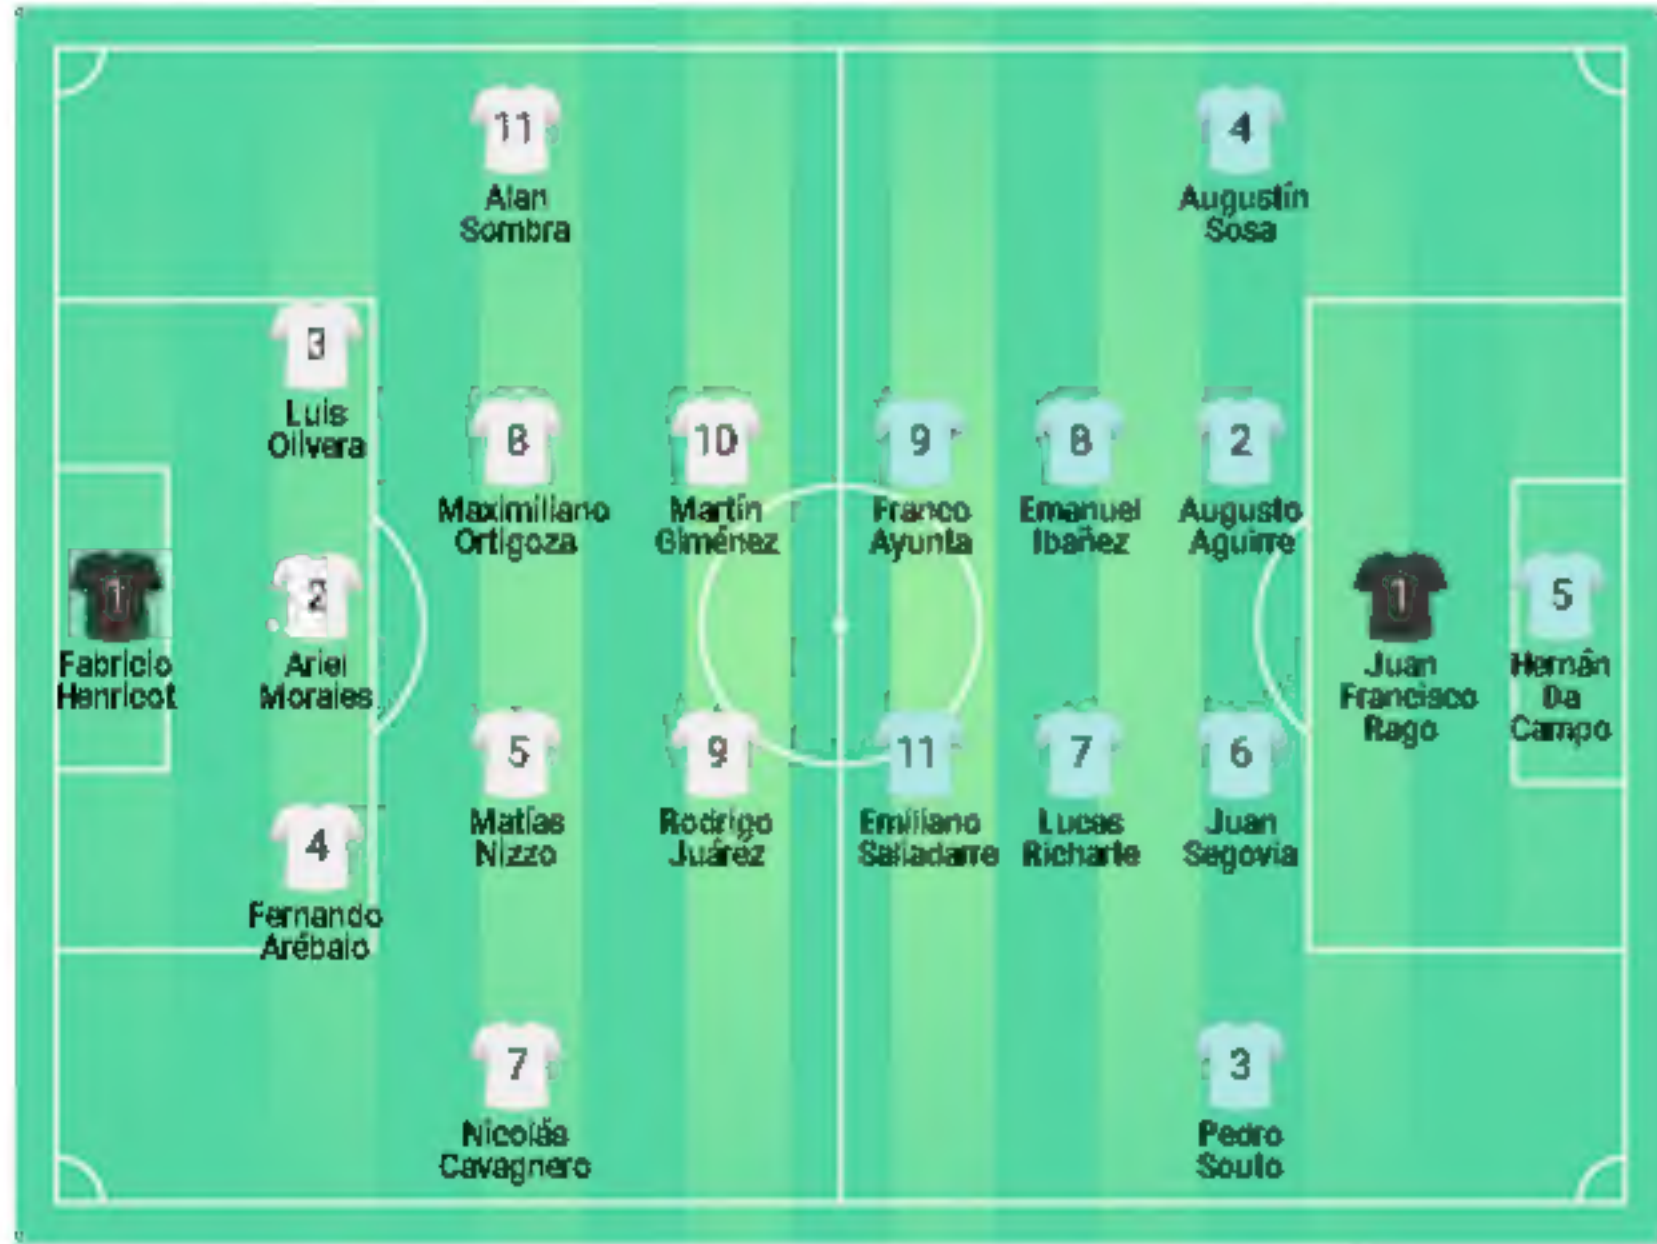 11
Alan
Sombra
3
Luis
Olivera
8
Maximiliano
Ortigoza
10
Martín
Giménez
1
Fabricio
Henricot
2
Ariel
Morales
5
Matías
Nizzo
9
Rodrigo
Juárez
4
Fernando
Arébalo
7
Nicolás
Cavagnero
4
Augustín
Sosa
9
Franco
Ayunta
8
Emanuel
Ibañez
2
Augusto
Aguirre
1
Juan
Francisco
Rago
5
Hernán
Da
Campo
11
Emiliano
7
Lucas
Richarte
6
Juan
Segovia
3
Pedro
Souto